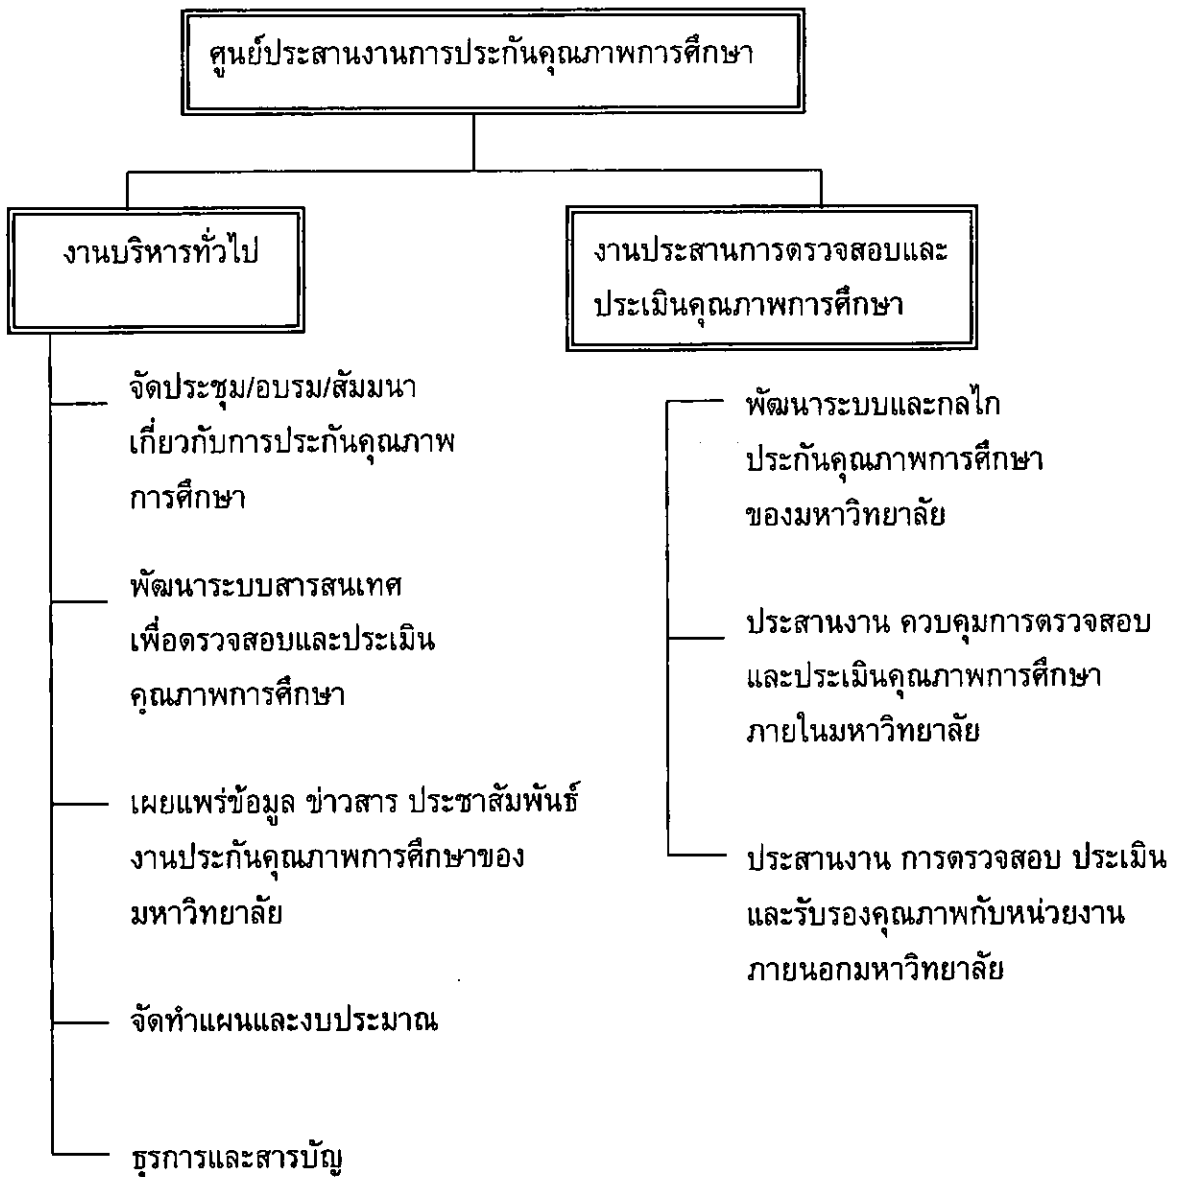 ศูนย์ประสานงานการประกันคุณภาพการศึกษา
งานบริหารทั่วไป
จัดประชุม/อบรม/สัมมนา
เกี่ยวกับการประกันคุณภาพ
การศึกษา
พัฒนาระบบสารสนเทศ
เพื่อตรวจสอบและประเมิน
คุณภาพการศึกษา
เผยแพร่ข้อมูล ข่าวสาร ประชาสัมพันธ์
งานประกันคุณภาพการศึกษาของ
มหาวิทยาลัย
จัดทำแผนและงบประมาณ
ธุรการและสารบัญ
งานประสานการตรวจสอบและ
ประเมินคุณภาพการศึกษา
พัฒนาระบบและกลไก
ประกันคุณภาพการศึกษา
ของมหาวิทยาลัย
ประสานงาน ควบคุมการตรวจสอบ
และประเมินคุณภาพการศึกษา
ภายในมหาวิทยาลัย
ประสานงาน การตรวจสอบ ประเมิน
และรับรองคุณภาพกับหน่วยงาน
ภายนอกมหาวิทยาลัย